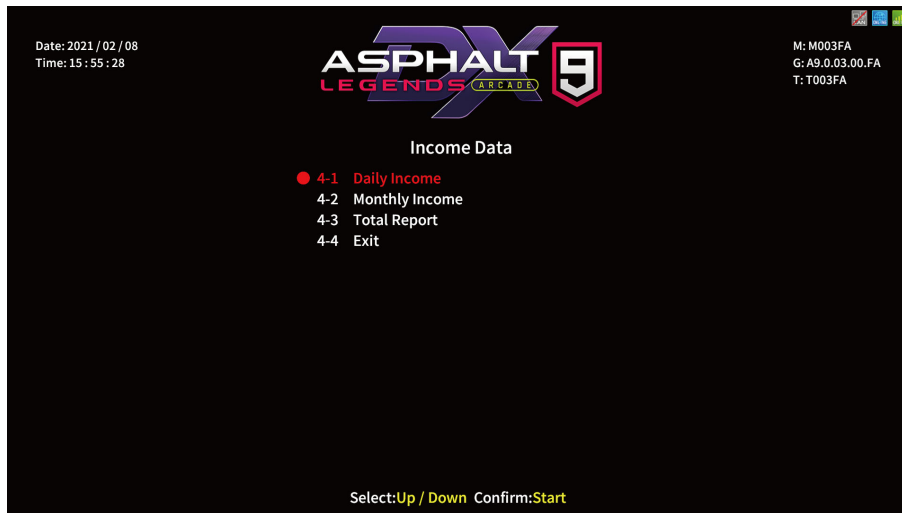 Date: 2021 / 02 / 08
Time: 15 : 55 : 28
ASPHALT 9
LEGENDS ARCADE
DX
M: M003FA
G: A9.0.03.00.FA
T: T003FA
Income Data
4-1 Daily Income
4-2 Monthly Income
4-3 Total Report
4-4 Exit
Select:Up / Down Confirm:Start